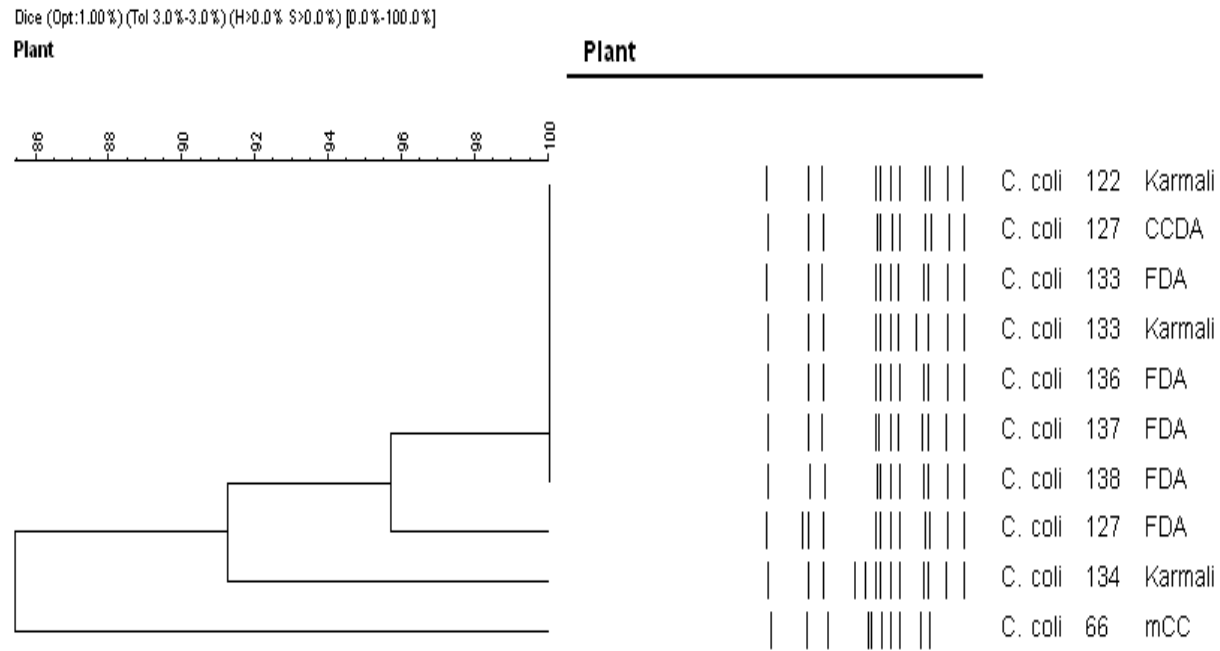 Dice (Opt:1.00%) (Tol 3.0%-3.0%) (H>0.0% S>0.0%) [0.0%-100.0%]
Plant
Plant
86 88 90 92 94 96 98 100
C. coli 122 Karmali
C. coli 127 CCDA
C. coli 133 FDA
C. coli 133 Karmali
C. coli 136 FDA
C. coli 137 FDA
C. coli 138 FDA
C. coli 127 FDA
C. coli 134 Karmali
C. coli 66 mCC